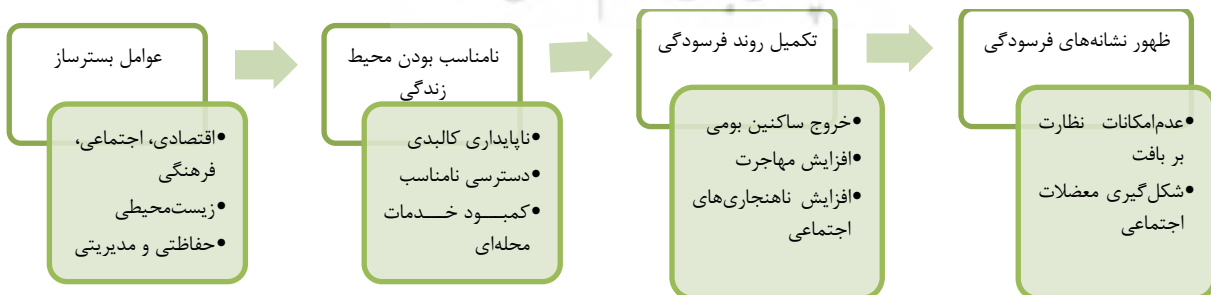 عوامل بسترساز
•اقتصادی، اجتماعی،
فرهنگی
•زیست‌محیطی
•حفاظتی و مدیریتی
نامناسب بودن محیط
زندگی
•ناپایداری کالبدی
•دسترسی نامناسب
•کمبود خدمات
محله‌ای
تکمیل روند فرسودگی
•خروج ساکنین بومی
•افزایش مهاجرت
•افزایش ناهنجاری‌های
اجتماعی
ظهور نشانه‌های فرسودگی
•عدم‌امکانات نظارت
بر بافت
•شکل‌گیری معضلات
اجتماعی